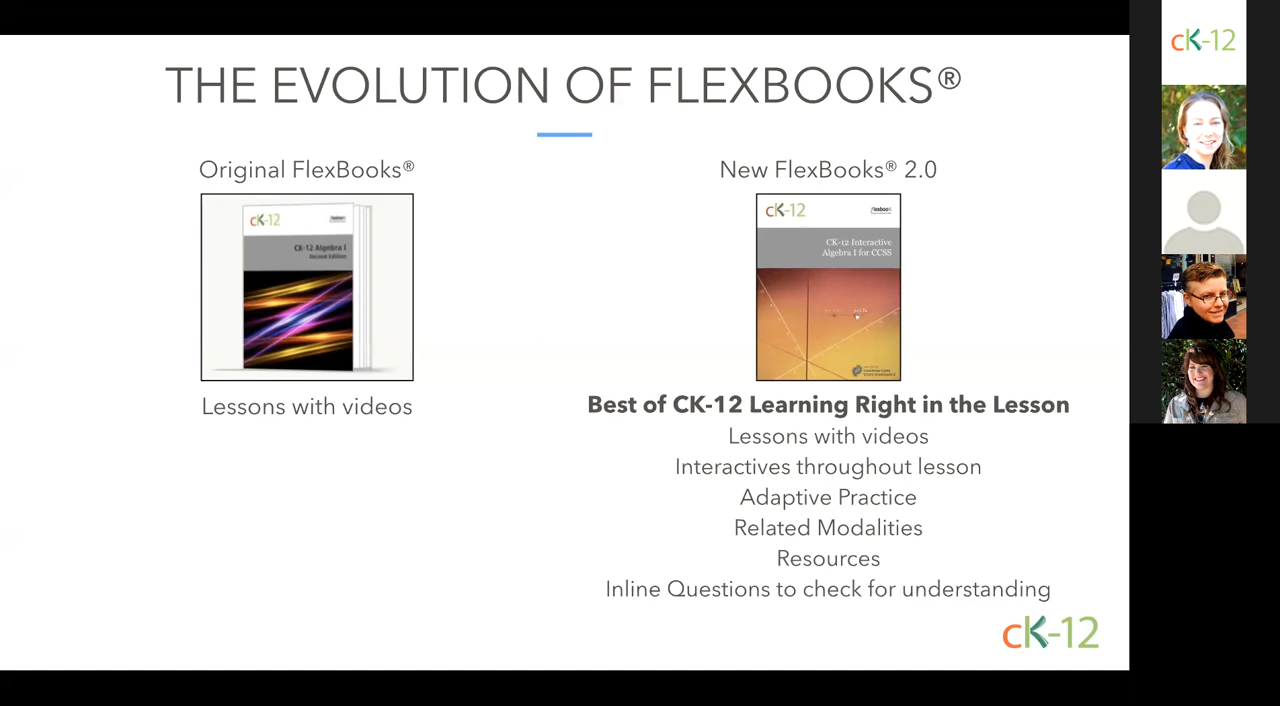 THE EVOLUTION OF FLEXBOOKS®
Original FlexBooks®
cK-12
flexbook
CK-12 Algebra I
Second Edition
Lessons with videos
New FlexBooks® 2.0
cK-12
flexbook
CK-12 Interactive
Algebra I for CCSS
Best of CK-12 Learning Right in the Lesson
Lessons with videos
Interactives throughout lesson
Adaptive Practice
Related Modalities
Resources
Inline Questions to check for understanding
cK-12
cK-12